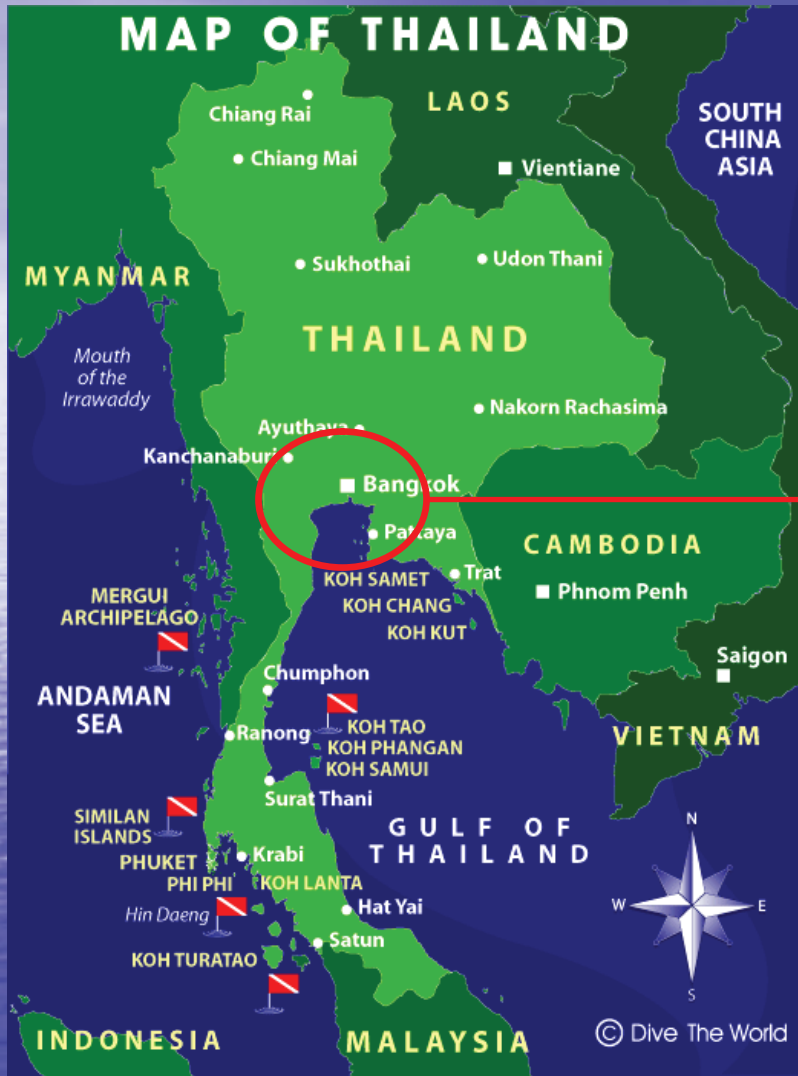 MAP OF THAILAND
LAOS
SOUTH
CHINA
ASIA
Chiang Rai
Chiang Mai
Vientiane
MYANMAR
Sukhothai
Udon Thani
THAILAND
Mouth
of the
Irrawaddy
Nakorn Rachasima
Ayuthaya
Kanchanaburi
Bangkok
Pattaya
CAMBODIA
KOH SAMET
Trat
KOH CHANG
Phnom Penh
KOH KUT
MERGUI
ARCHIPELAGO
Saigon
Chumphon
ANDAMAN
SEA
KOH TAO
Ranong
VIETNAM
KOH PHANGAN
KOH SAMUI
Surat Thani
SIMILAN
ISLANDS
GULF OF
THAILAND
N
Krabi
PHUKET
PHI PHI
KOH LANTA
Hin Daeng
Hat Yai
W
E
Satun
KOH TURATAO
S
INDONESIA
MALAYSIA
© Dive The World